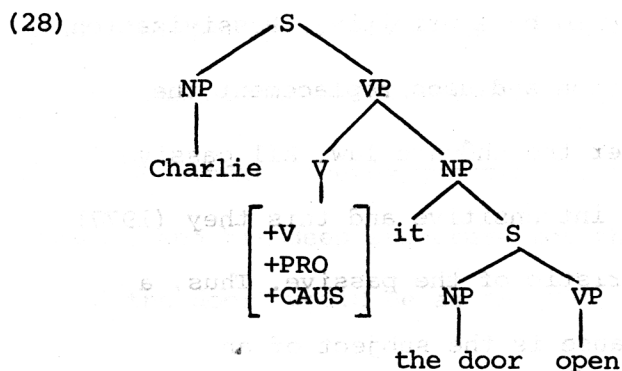 (28) S
NP VP
Charlie V NP
+V it S
+PRO
+CAUS NP VP
the door open